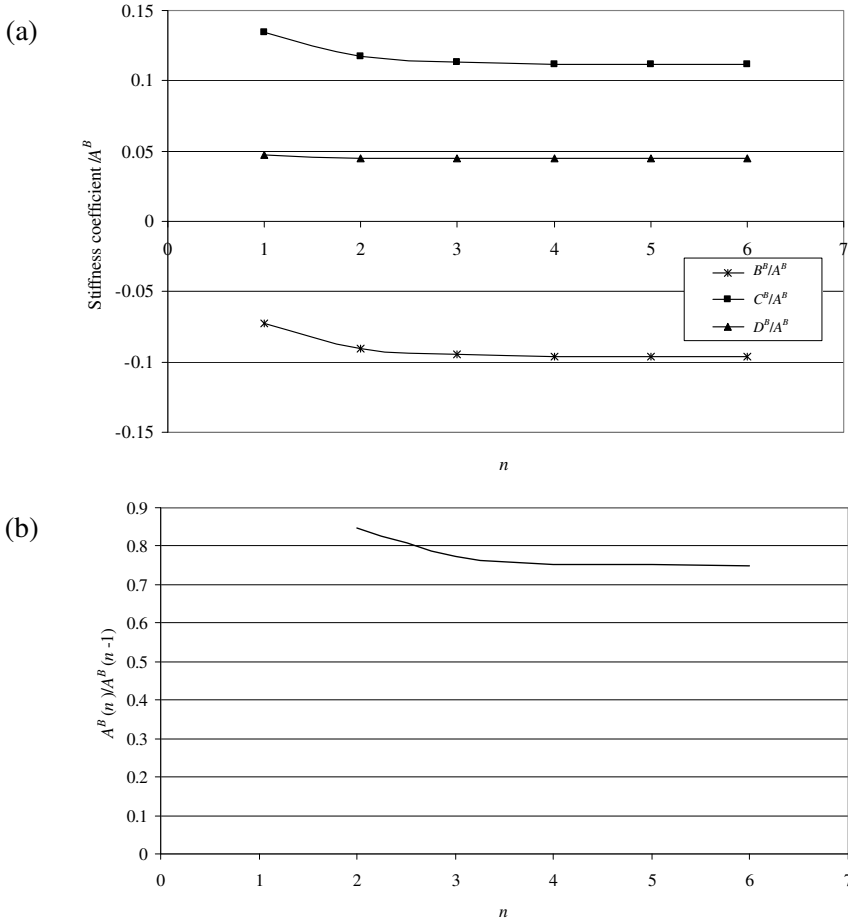 (a)
0.15
0.1
0.05
0
-0.05
-0.1
-0.15
Stiffness coefficient /A^B
0 1 2 3 4 5 6 7
B^B/A^B
C^B/A^B
D^B/A^B
n
(b)
0.9
0.8
0.7
0.6
0.5
0.4
0.3
0.2
0.1
0
A^B (n )/A^B (n -1)
0 1 2 3 4 5 6 7
n